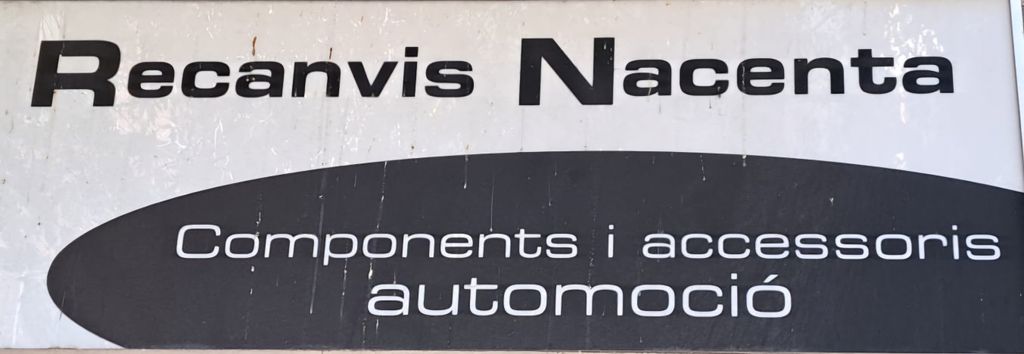 Recanvis Nacenta
Components i accessoris
automoció